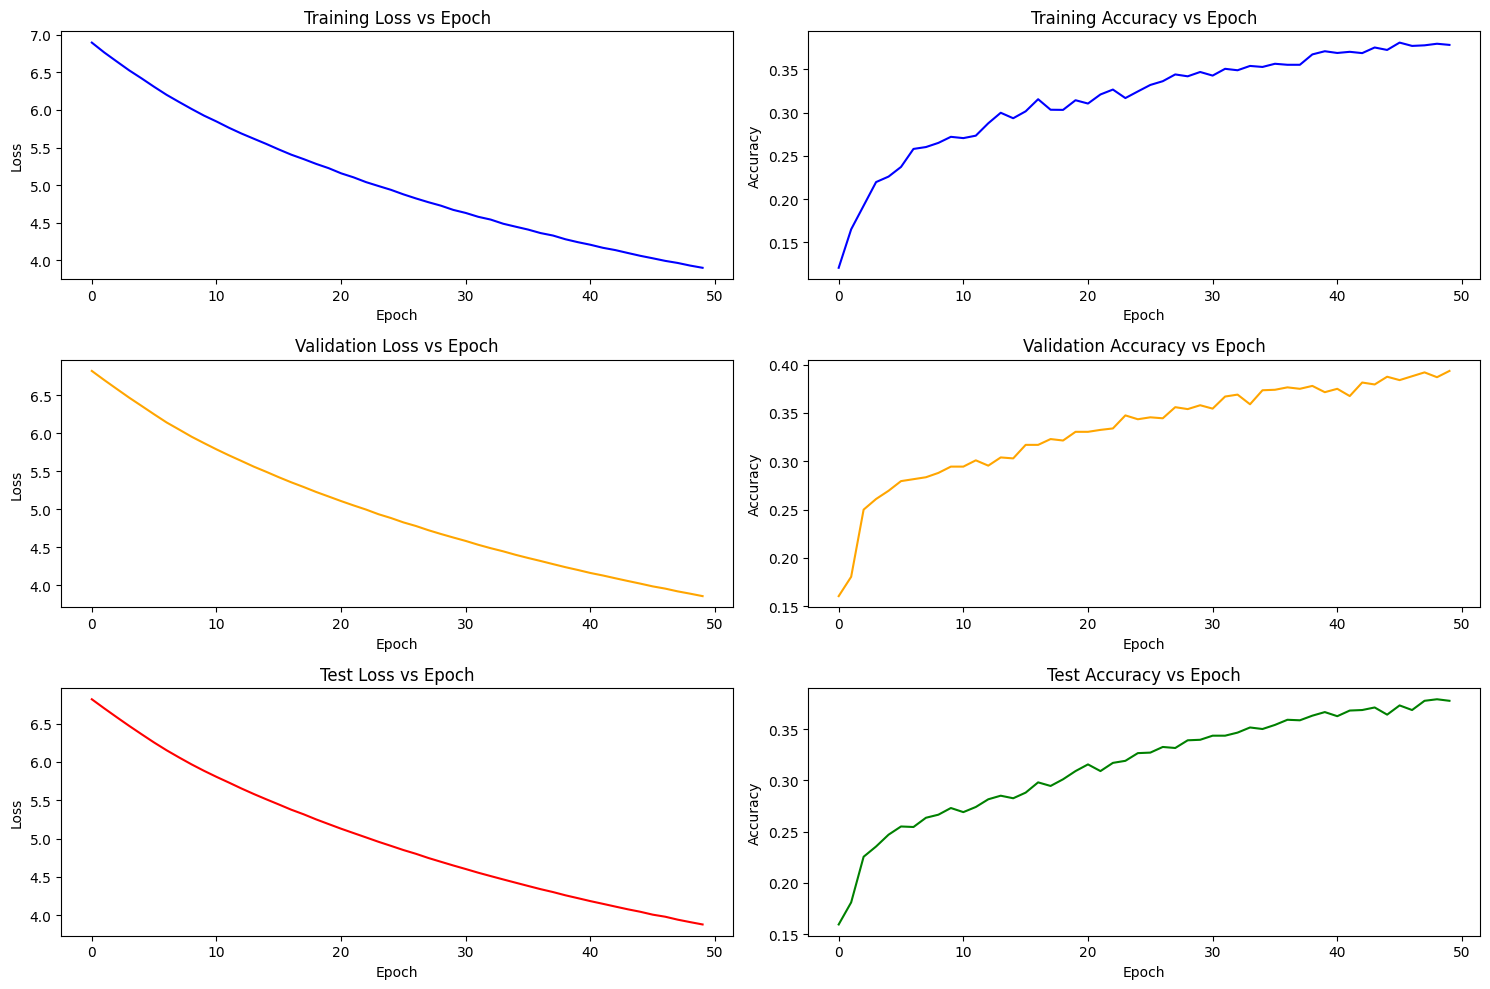 Training Loss vs Epoch
7.0
6.5
6.0
5.5
5.0
4.5
4.0
Loss
0 10 20 30 40 50
Epoch
Training Accuracy vs Epoch
0.35
0.30
0.25
0.20
0.15
Accuracy
0 10 20 30 40 50
Epoch
Validation Loss vs Epoch
6.5
6.0
5.5
5.0
4.5
4.0
Loss
0 10 20 30 40 50
Epoch
Validation Accuracy vs Epoch
0.40
0.35
0.30
0.25
0.20
0.15
Accuracy
0 10 20 30 40 50
Epoch
Test Loss vs Epoch
6.5
6.0
5.5
5.0
4.5
4.0
Loss
0 10 20 30 40 50
Epoch
Test Accuracy vs Epoch
0.35
0.30
0.25
0.20
0.15
Accuracy
0 10 20 30 40 50
Epoch